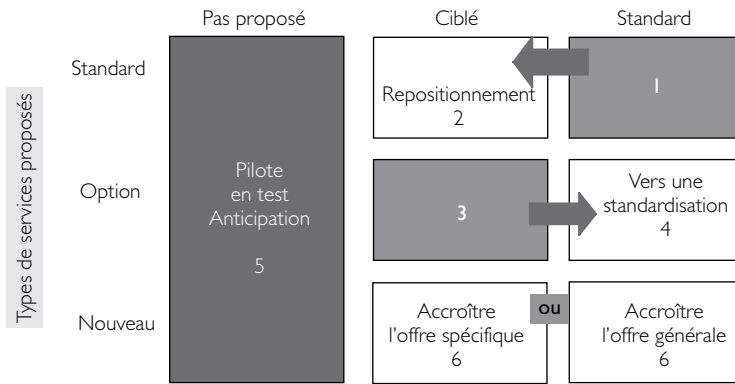 Pas proposé
Ciblé
Standard
Types de services proposés
Standard
Repositionnement
2
1
Option
Pilote
en test
Anticipation
5
3
Vers une
standardisation
4
Nouveau
Accroître
l'offre spécifique
6
ou
Accroître
l'offre générale
6